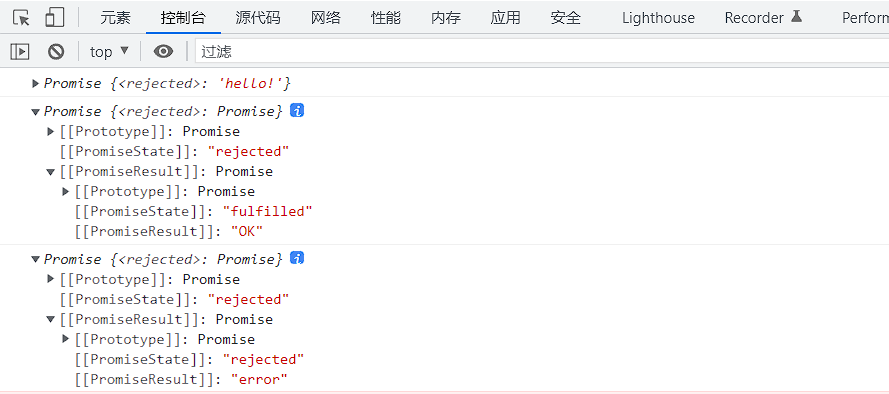 元素 控制台 源代码 网络 性能 内存 应用 安全 Lighthouse Recorder Perform
top 过滤
Promise {<rejected>: 'hello!'}
Promise {<rejected>: Promise} i
[[Prototype]]: Promise
[[PromiseState]]: "rejected"
[[PromiseResult]]: Promise
[[Prototype]]: Promise
[[PromiseState]]: "fulfilled"
[[PromiseResult]]: "OK"
Promise {<rejected>: Promise} i
[[Prototype]]: Promise
[[PromiseState]]: "rejected"
[[PromiseResult]]: Promise
[[Prototype]]: Promise
[[PromiseState]]: "rejected"
[[PromiseResult]]: "error"